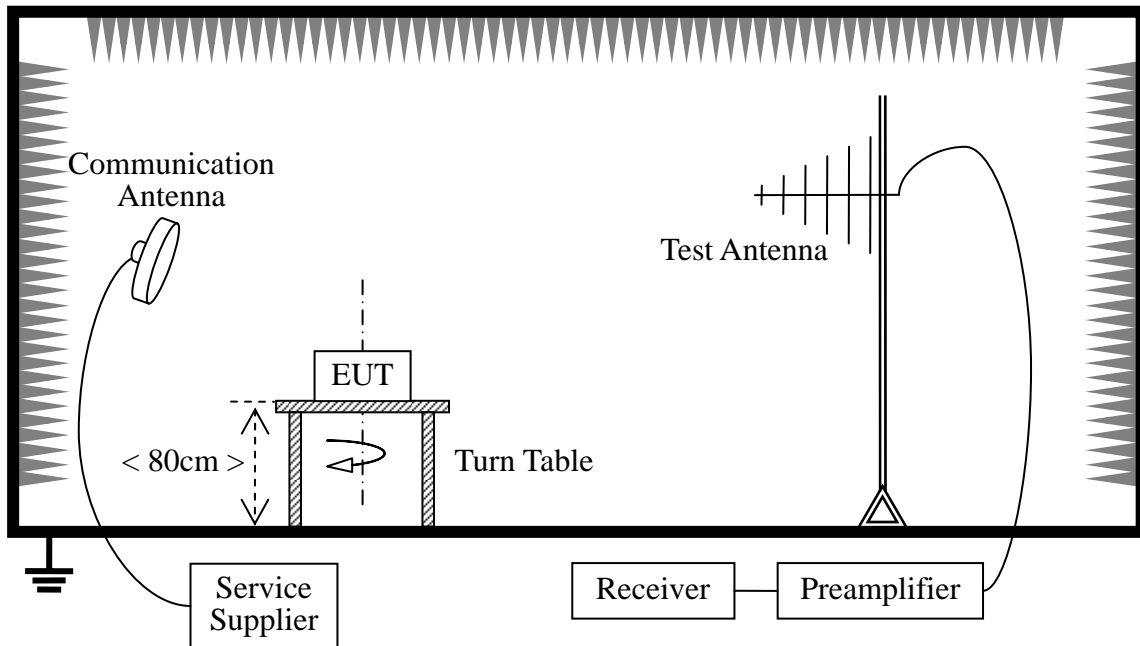 Communication
Antenna
Test Antenna
EUT
< 80cm >
Turn Table
Service
Supplier
Receiver
Preamplifier